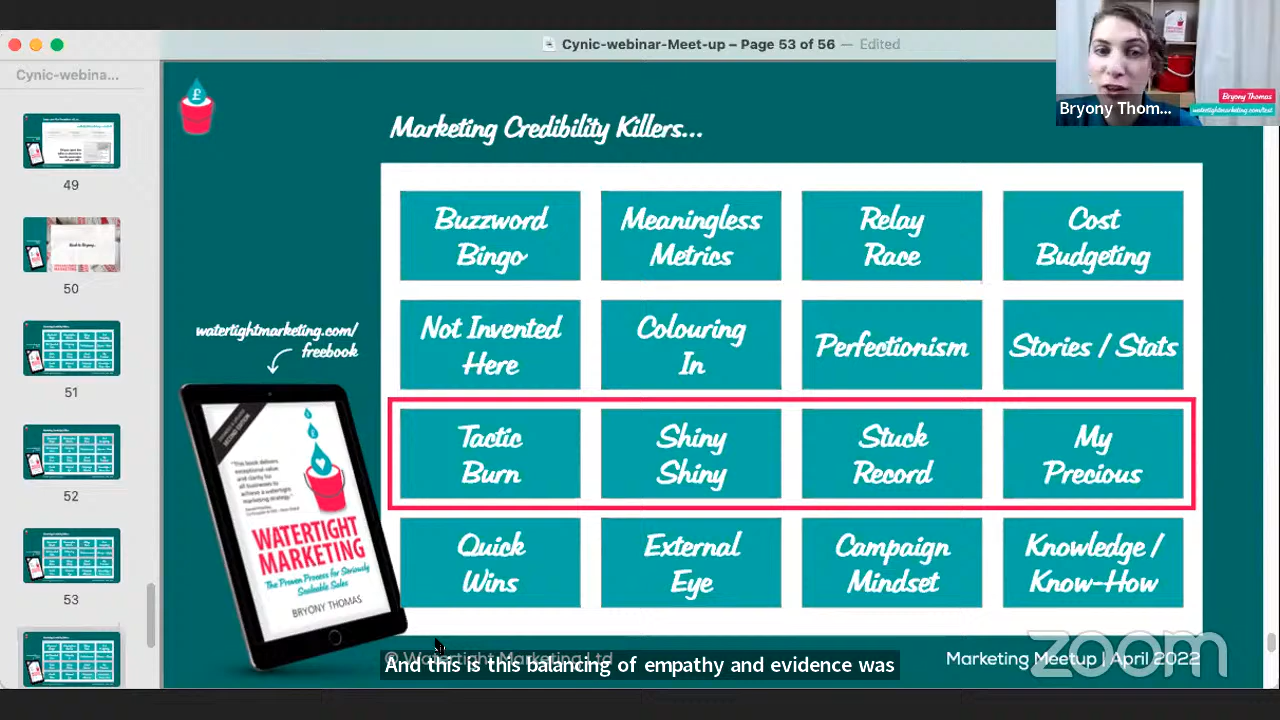 Cynic-webinar-Meet-up – Page 53 of 56 — Edited
Cynic-webina...
49
50
51
52
53
£
Marketing Credibility Killers...
Buzzword
Bingo
Meaningless
Metrics
Relay
Race
Cost
Budgeting
Not Invented
Here
Colouring
In
Perfectionism
Stories / Stats
Tactic
Burn
Shiny
Shiny
Stuck
Record
My
Precious
Quick
Wins
External
Eye
Campaign
Mindset
Knowledge /
Know-How
watertightmarketing.com/
freebook
WATERTIGHT
MARKETING
The Proven Process for Seriously
Scalable Sales
BRYONY THOMAS
© Watertight Marketing Ltd
And this is this balancing of empathy and evidence was
Marketing Meetup | April 2022
zoom
Bryony Thom...
Bryony Thomas